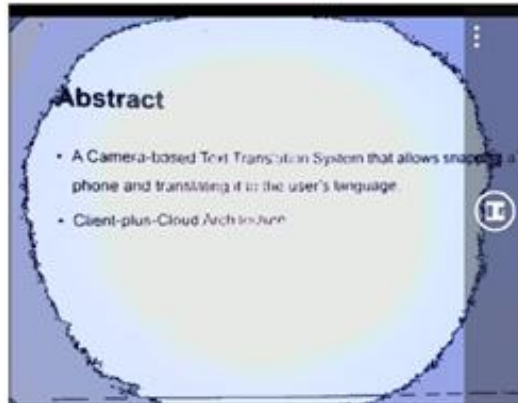 Abstract
• A Camera-based Text Translation System that allows snapping a
phone and translating it to the user's language.
• Client-plus-Cloud Architecture